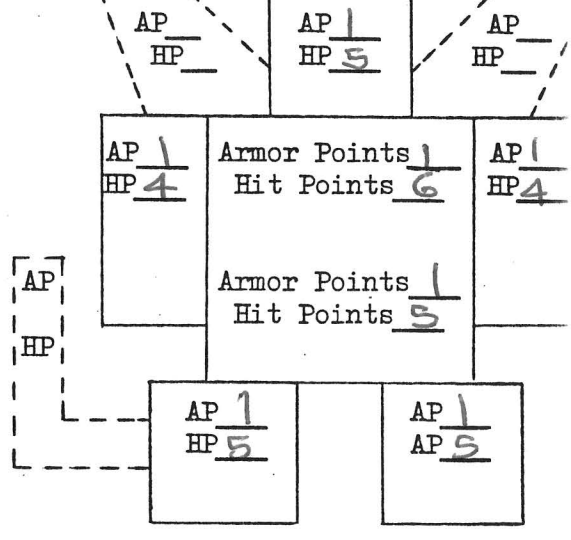 AP__ AP 1 AP__
HP__ HP 5 HP__
AP 1 Armor Points 1 AP 1
HP 4 Hit Points 6 HP 4
AP Armor Points 1
Hit Points 5
HP
AP 1 AP 1
HP 5 AP 5